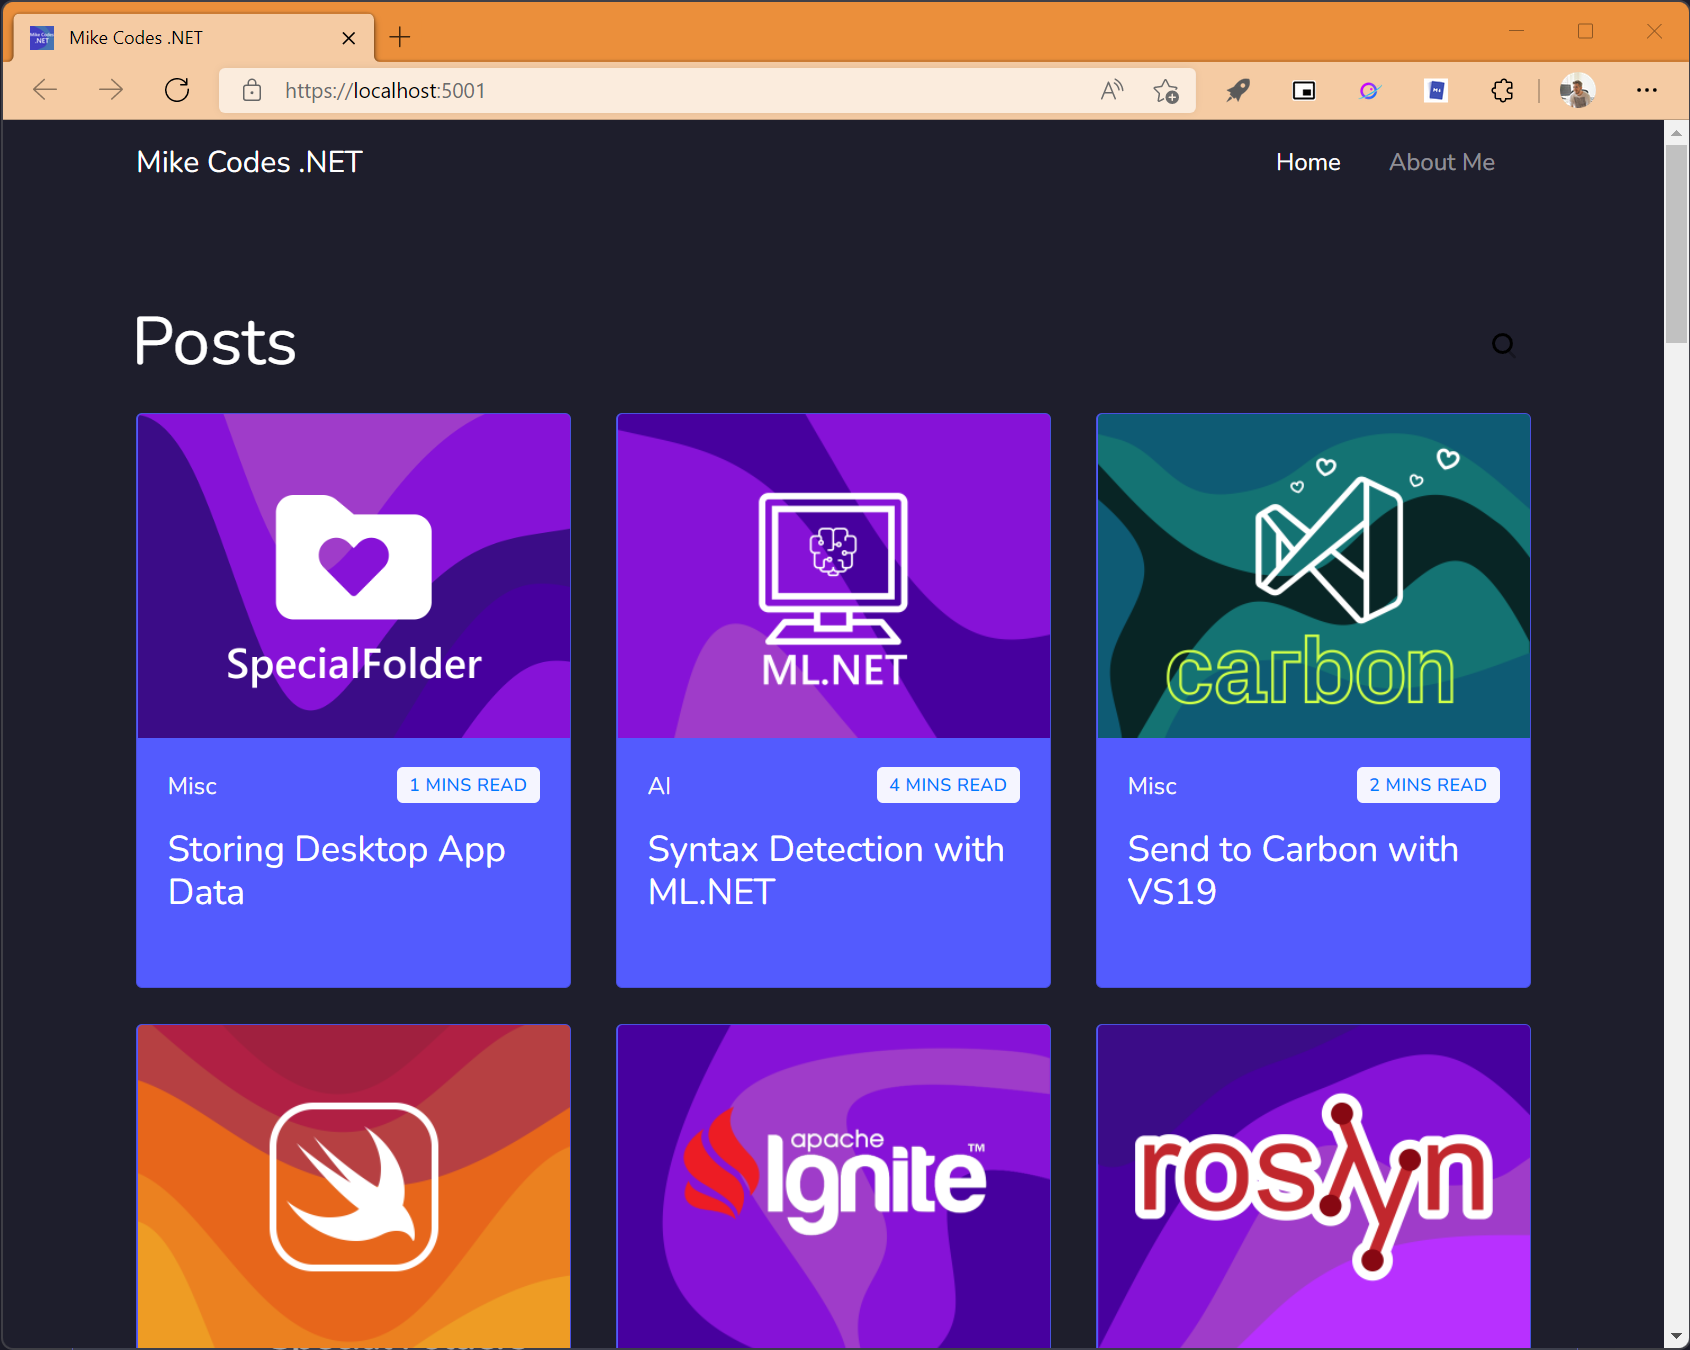 Mike Codes .NET
https://localhost:5001
Mike Codes .NET
Home
About Me
Posts
SpecialFolder
ML.NET
carbon
Misc
1 MINS READ
AI
4 MINS READ
Misc
2 MINS READ
Storing Desktop App
Data
Syntax Detection with
ML.NET
Send to Carbon with
VS19
apache
Ignite™
roslyn